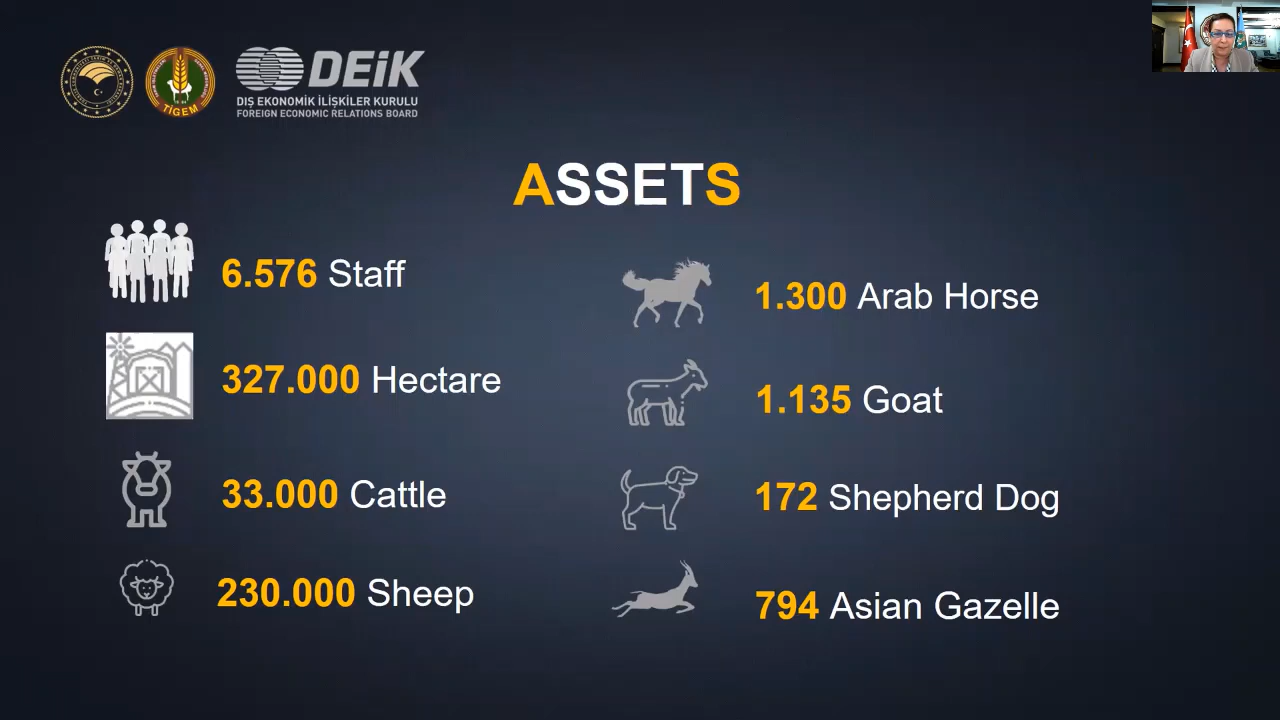 TİGEM
DEİK
DIŞ EKONOMİK İLİŞKİLER KURULU
FOREIGN ECONOMIC RELATIONS BOARD
ASSETS
6.576 Staff
327.000 Hectare
33.000 Cattle
230.000 Sheep
1.300 Arab Horse
1.135 Goat
172 Shepherd Dog
794 Asian Gazelle